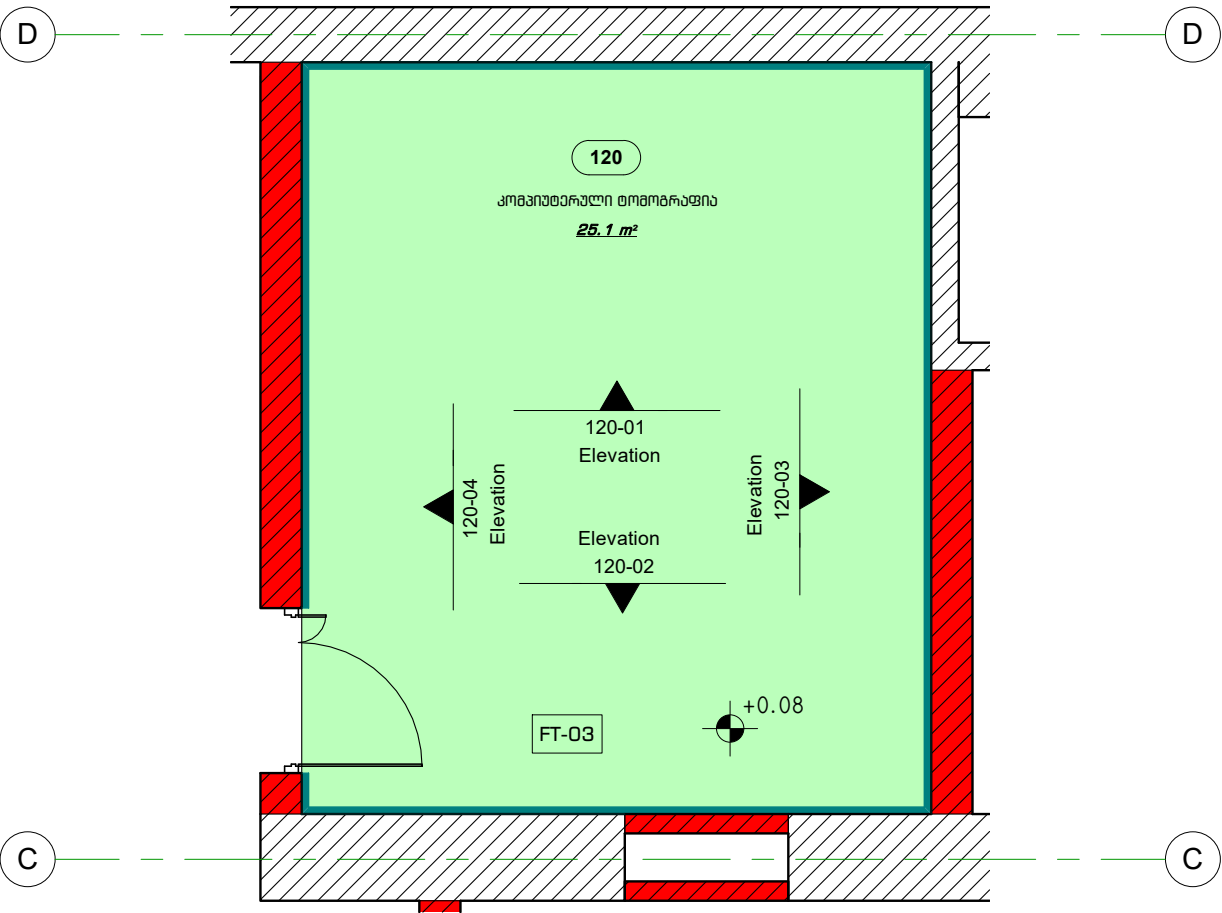 D
D
120
კომპიუტერული ტომოგრაფია
25.1 m²
120-01
Elevation
120-04
Elevation
Elevation
120-03
Elevation
120-02
+0.08
FT-03
C
C